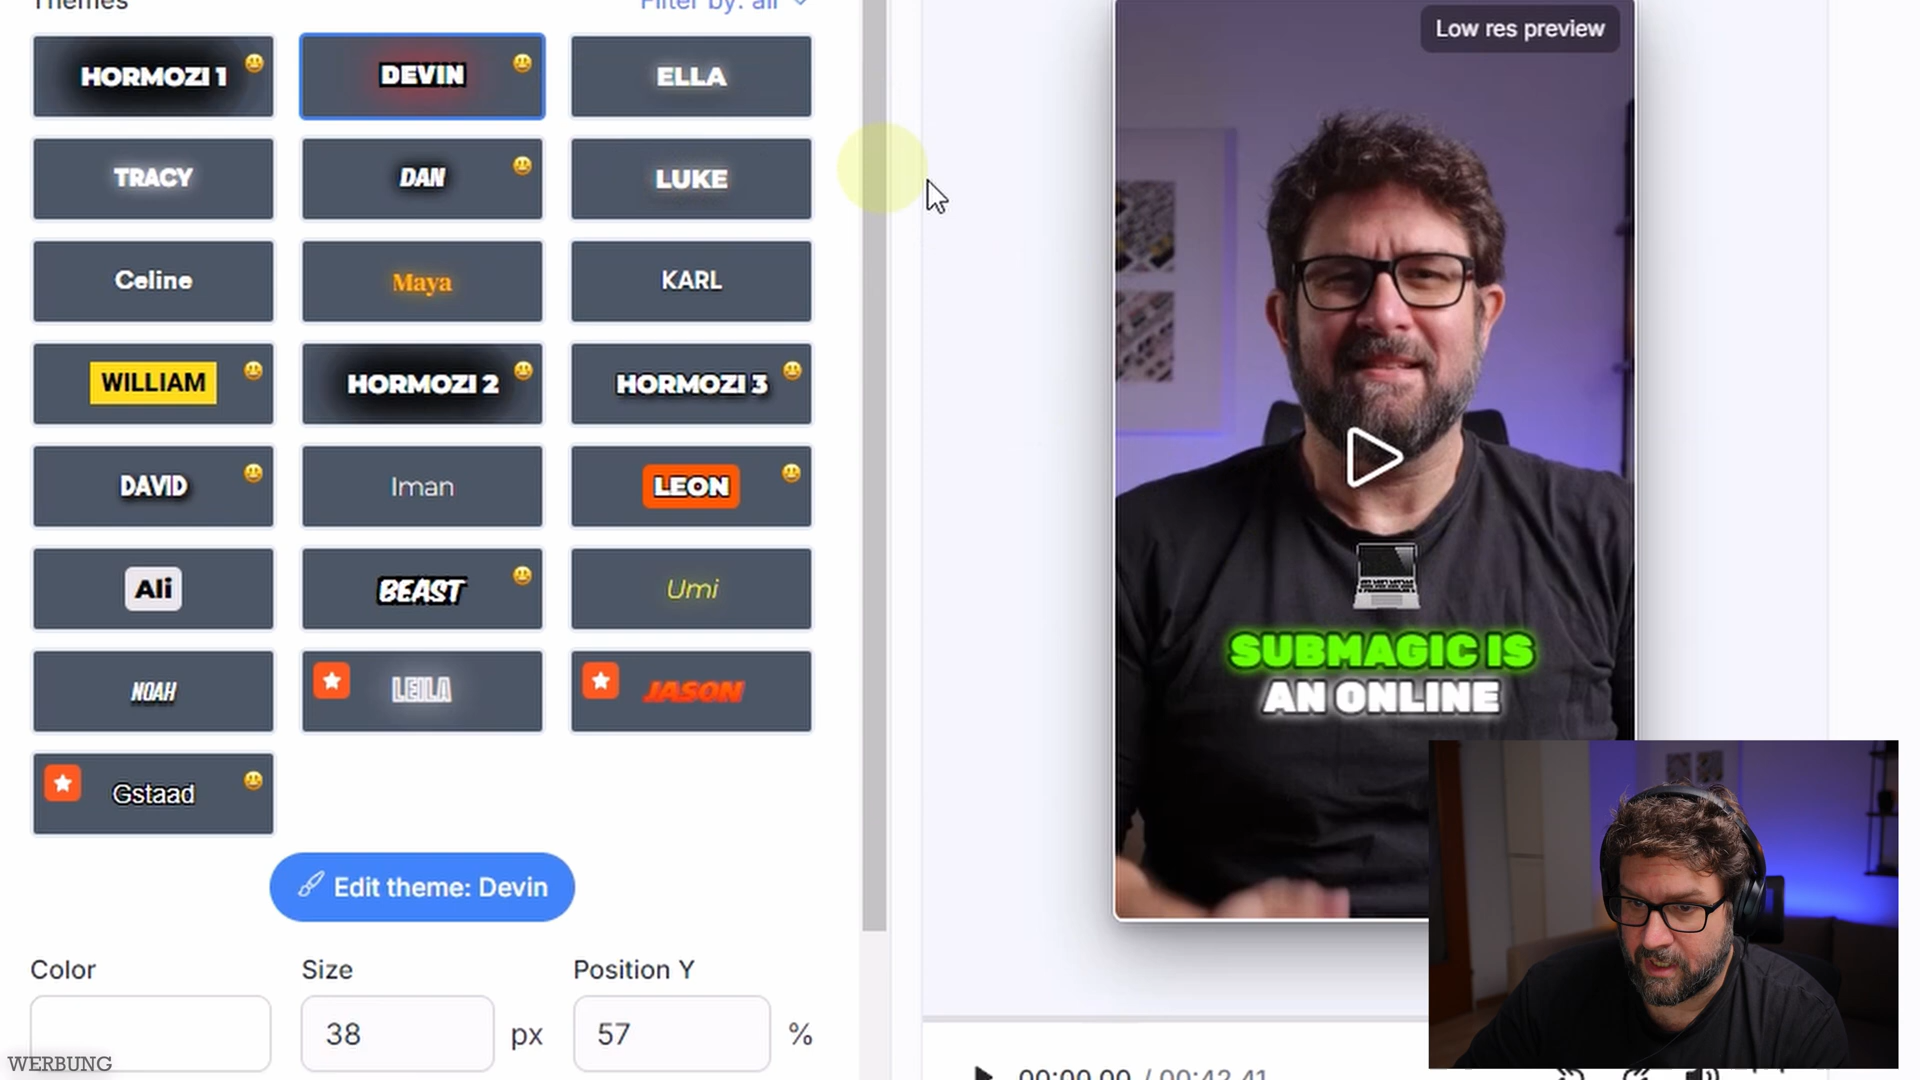 Themes
Filter by: all
HORMOZI 1
DEVIN
ELLA
TRACY
DAN
LUKE
Celine
Maya
KARL
WILLIAM
HORMOZI 2
HORMOZI 3
DAVID
Iman
LEON
Ali
BEAST
Umi
NOAH
LEILA
JASON
Gstaad
Edit theme: Devin
Color
Size
Position Y
38 px
57 %
WERBUNG
Low res preview
SUBMAGIC IS
AN ONLINE
00:00.00 / 00:42.41